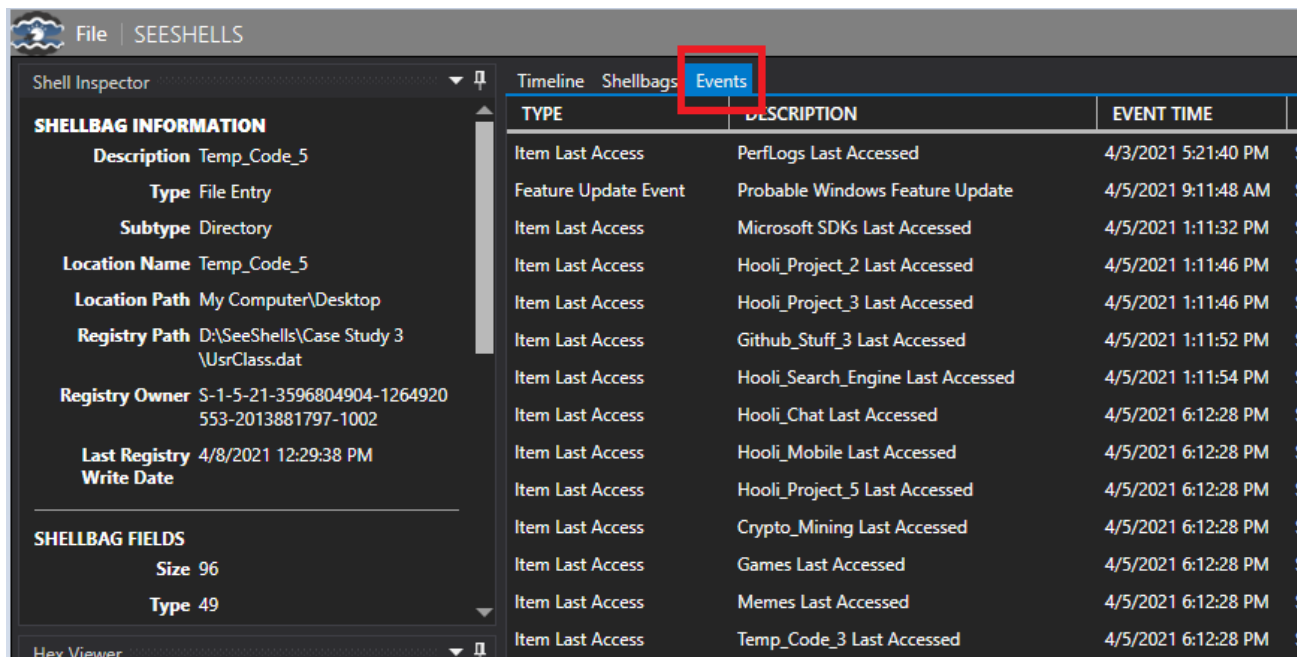 File | SEESHELLS
Shell Inspector
SHELLBAG INFORMATION
Description Temp_Code_5
Type File Entry
Subtype Directory
Location Name Temp_Code_5
Location Path My Computer\Desktop
Registry Path D:\SeeShells\Case Study 3
\UsrClass.dat
Registry Owner S-1-5-21-3596804904-1264920
553-2013881797-1002
Last Registry 4/8/2021 12:29:38 PM
Write Date
SHELLBAG FIELDS
Size 96
Type 49
Hex Viewer
Timeline Shellbags Events
TYPE DESCRIPTION EVENT TIME
Item Last Access PerfLogs Last Accessed 4/3/2021 5:21:40 PM
Feature Update Event Probable Windows Feature Update 4/5/2021 9:11:48 AM
Item Last Access Microsoft SDKs Last Accessed 4/5/2021 1:11:32 PM
Item Last Access Hooli_Project_2 Last Accessed 4/5/2021 1:11:46 PM
Item Last Access Hooli_Project_3 Last Accessed 4/5/2021 1:11:46 PM
Item Last Access Github_Stuff_3 Last Accessed 4/5/2021 1:11:52 PM
Item Last Access Hooli_Search_Engine Last Accessed 4/5/2021 1:11:54 PM
Item Last Access Hooli_Chat Last Accessed 4/5/2021 6:12:28 PM
Item Last Access Hooli_Mobile Last Accessed 4/5/2021 6:12:28 PM
Item Last Access Hooli_Project_5 Last Accessed 4/5/2021 6:12:28 PM
Item Last Access Crypto_Mining Last Accessed 4/5/2021 6:12:28 PM
Item Last Access Games Last Accessed 4/5/2021 6:12:28 PM
Item Last Access Memes Last Accessed 4/5/2021 6:12:28 PM
Item Last Access Temp_Code_3 Last Accessed 4/5/2021 6:12:28 PM